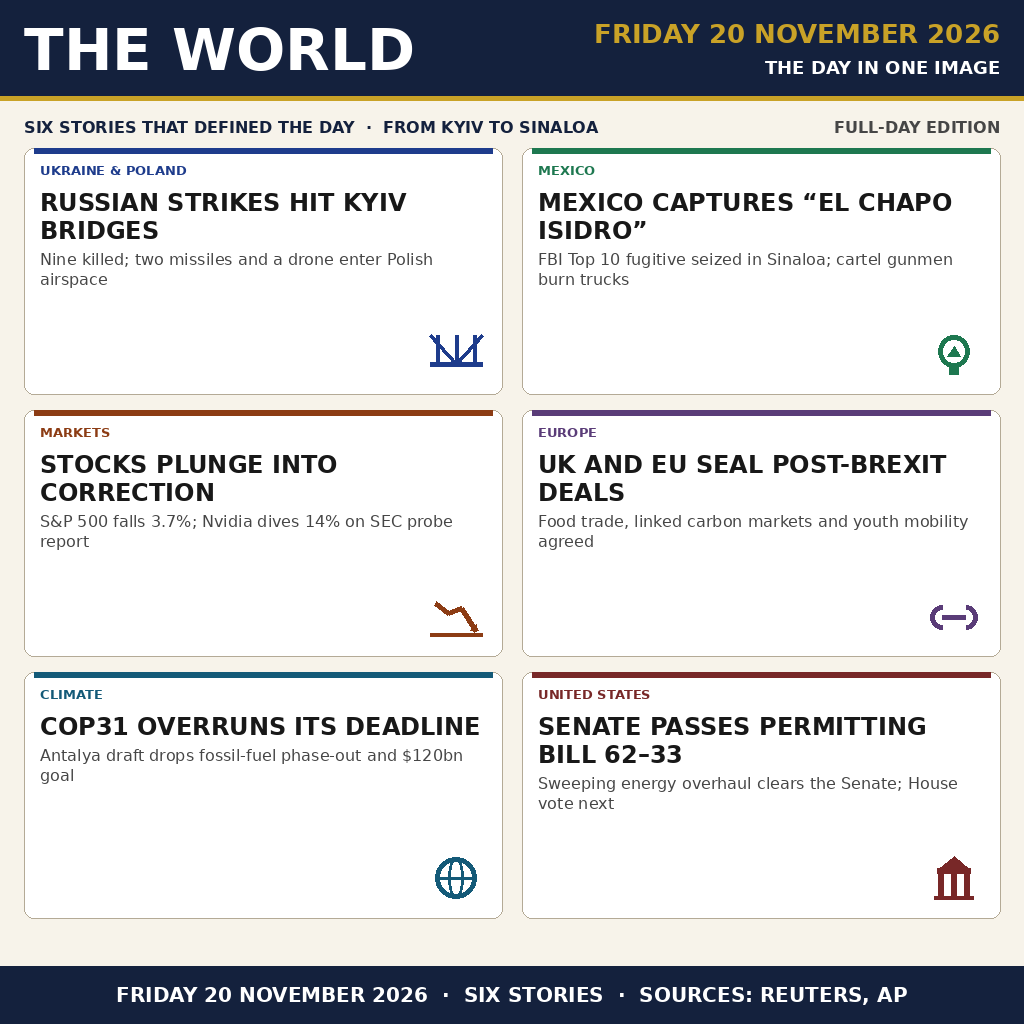 THE WORLD
FRIDAY 20 NOVEMBER 2026
THE DAY IN ONE IMAGE
SIX STORIES THAT DEFINED THE DAY · FROM KYIV TO SINALOA
FULL-DAY EDITION
UKRAINE & POLAND
RUSSIAN STRIKES HIT KYIV
BRIDGES
Nine killed; two missiles and a drone enter Polish
airspace
MEXICO
MEXICO CAPTURES “EL CHAPO
ISIDRO”
FBI Top 10 fugitive seized in Sinaloa; cartel gunmen
burn trucks
MARKETS
STOCKS PLUNGE INTO
CORRECTION
S&P 500 falls 3.7%; Nvidia dives 14% on SEC probe
report
EUROPE
UK AND EU SEAL POST-BREXIT
DEALS
Food trade, linked carbon markets and youth mobility
agreed
CLIMATE
COP31 OVERRUNS ITS DEADLINE
Antalya draft drops fossil-fuel phase-out and $120bn
goal
UNITED STATES
SENATE PASSES PERMITTING
BILL 62–33
Sweeping energy overhaul clears the Senate; House
vote next
FRIDAY 20 NOVEMBER 2026 · SIX STORIES · SOURCES: REUTERS, AP